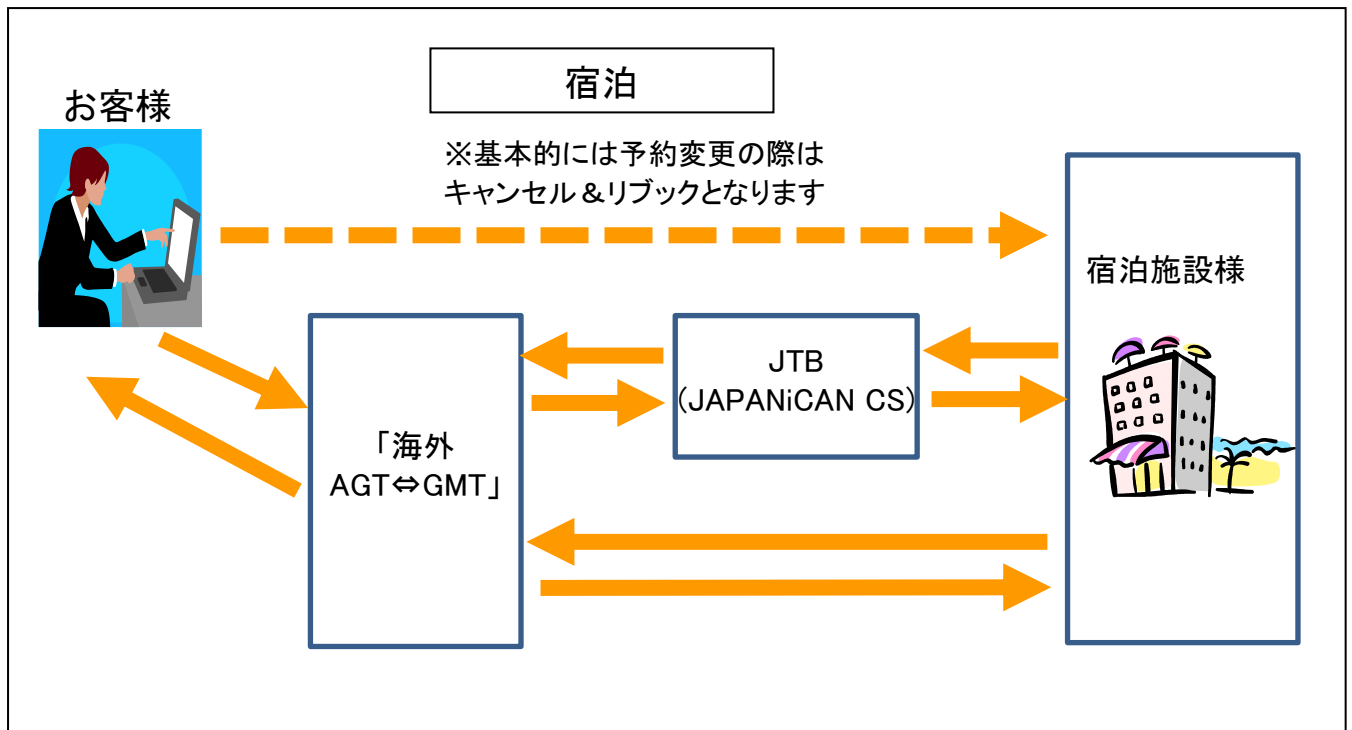 宿泊
お客様
※基本的には予約変更の際は
キャンセル＆リブックとなります
宿泊施設様
JTB
(JAPANiCAN CS)
「海外
AGT⇔GMT」